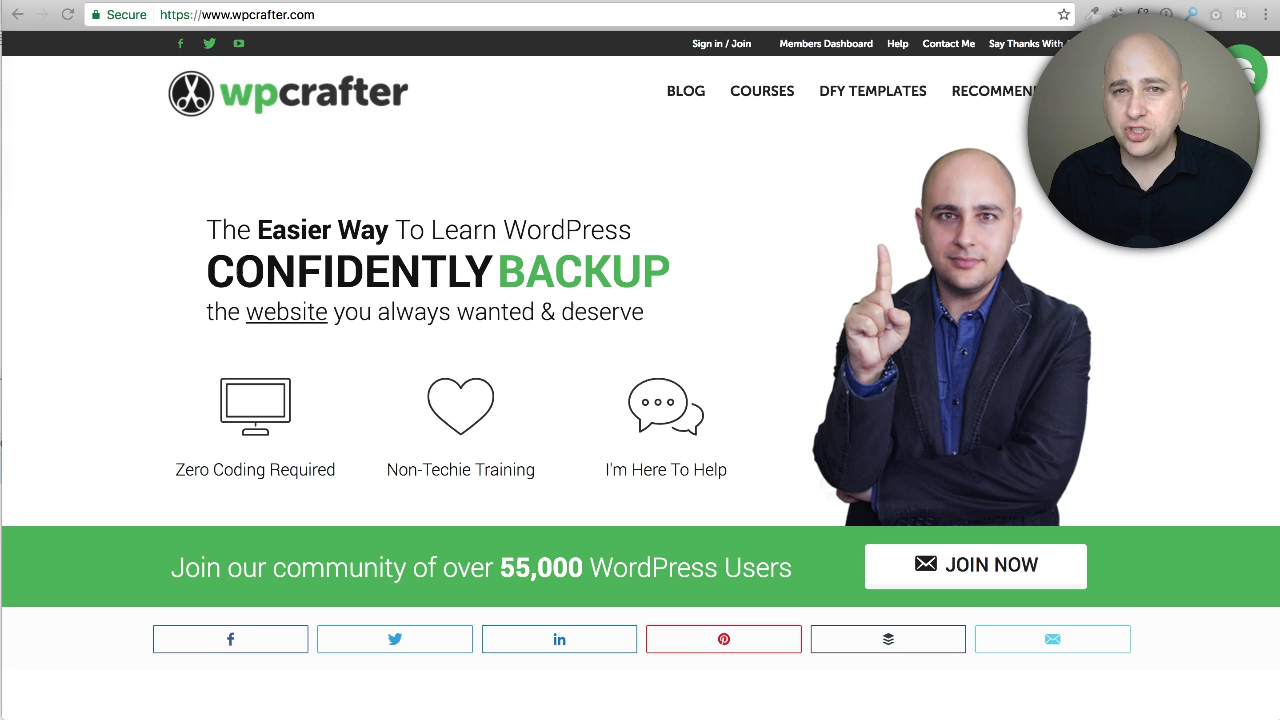 Secure https://www.wpcrafter.com
Sign in / Join Members Dashboard Help Contact Me Say Thanks With
wpcrafter
BLOG COURSES DFY TEMPLATES
The Easier Way To Learn WordPress
CONFIDENTLY BACKUP
the website you always wanted & deserve
Zero Coding Required Non-Techie Training I'm Here To Help
Join our community of over 55,000 WordPress Users JOIN NOW